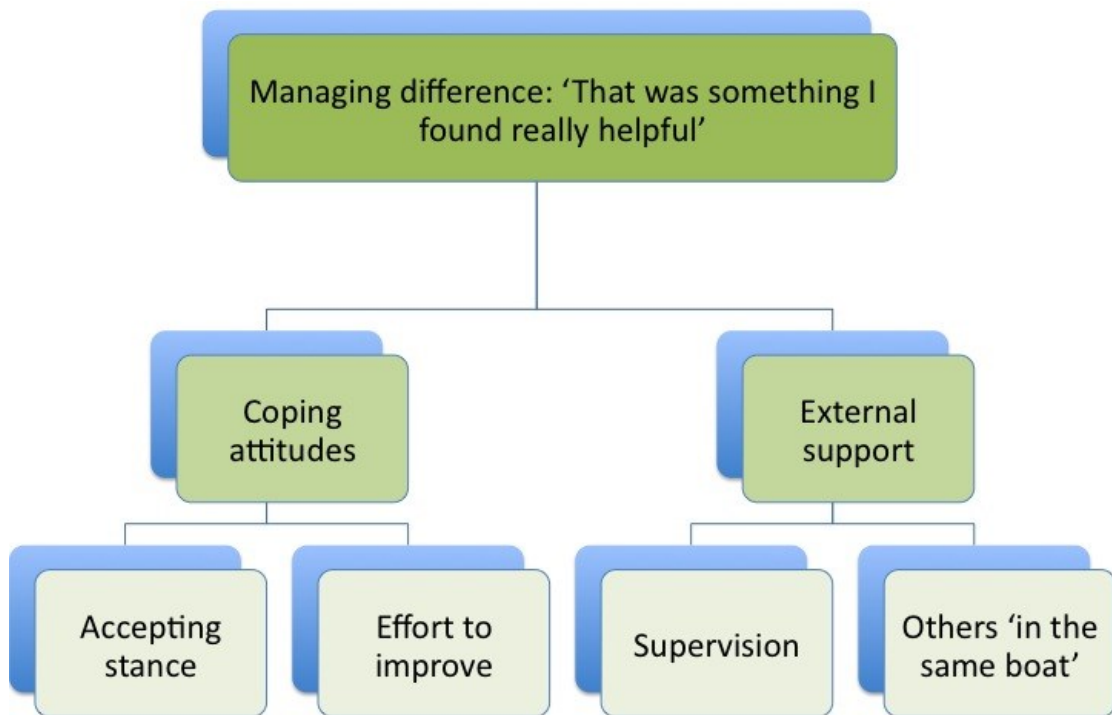 Managing difference: ‘That was something I
found really helpful’
Coping
attitudes
External
support
Accepting
stance
Effort to
improve
Supervision
Others ‘in the
same boat’